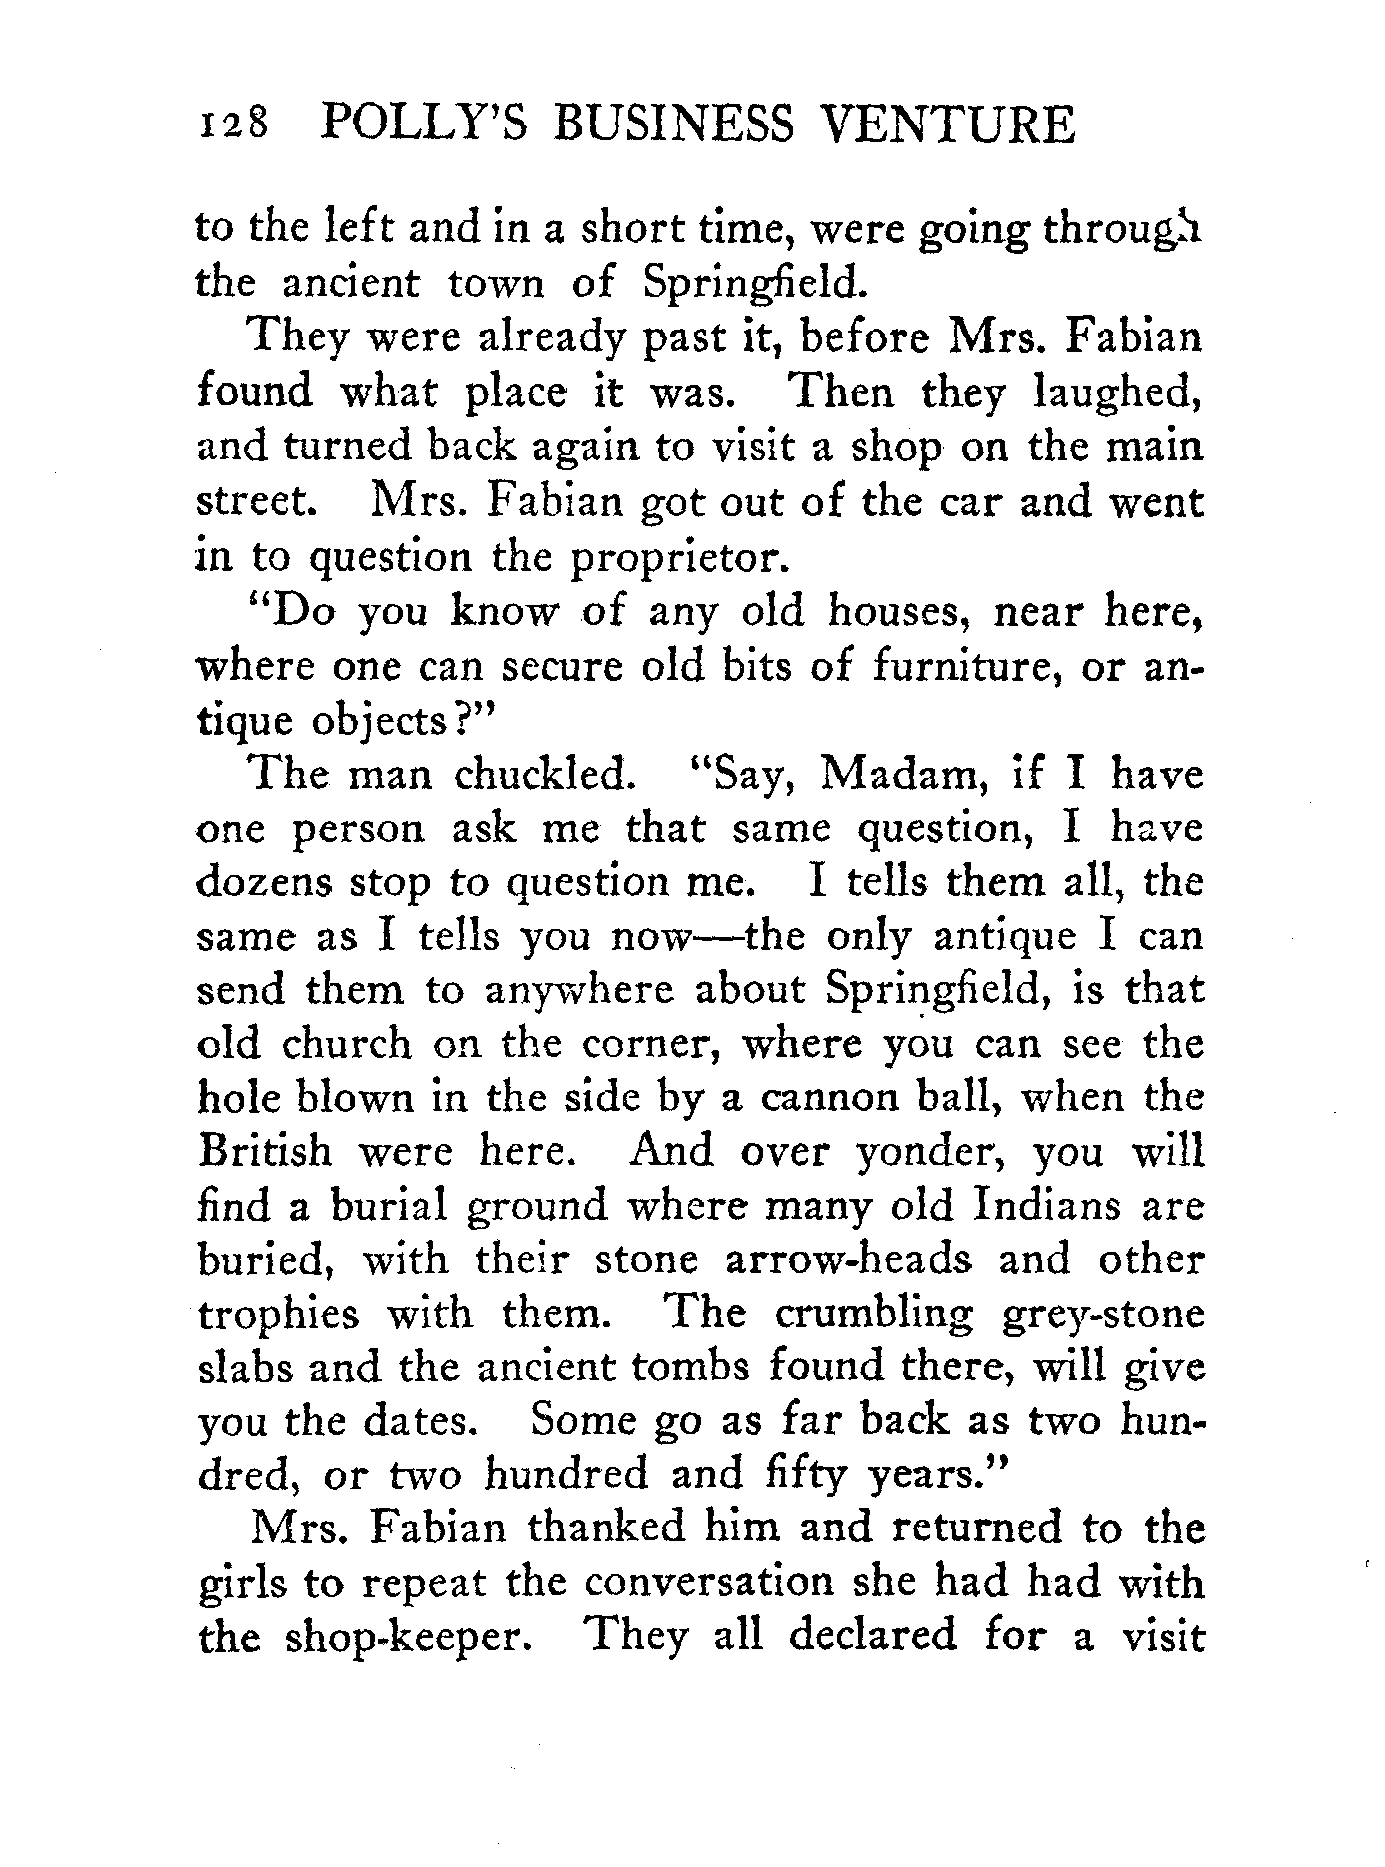 128 POLLY'S BUSINESS VENTURE
to the left and in a short time, were going through
the ancient town of Springfield.
They were already past it, before Mrs. Fabian
found what place it was. Then they laughed,
and turned back again to visit a shop on the main
street. Mrs. Fabian got out of the car and went
in to question the proprietor.
"Do you know of any old houses, near here,
where one can secure old bits of furniture, or an-
tique objects?"
The man chuckled. "Say, Madam, if I have
one person ask me that same question, I have
dozens stop to question me. I tells them all, the
same as I tells you now—the only antique I can
send them to anywhere about Springfield, is that
old church on the corner, where you can see the
hole blown in the side by a cannon ball, when the
British were here. And over yonder, you will
find a burial ground where many old Indians are
buried, with their stone arrow-heads and other
trophies with them. The crumbling grey-stone
slabs and the ancient tombs found there, will give
you the dates. Some go as far back as two hun-
dred, or two hundred and fifty years."
Mrs. Fabian thanked him and returned to the
girls to repeat the conversation she had had with
the shop-keeper. They all declared for a visit